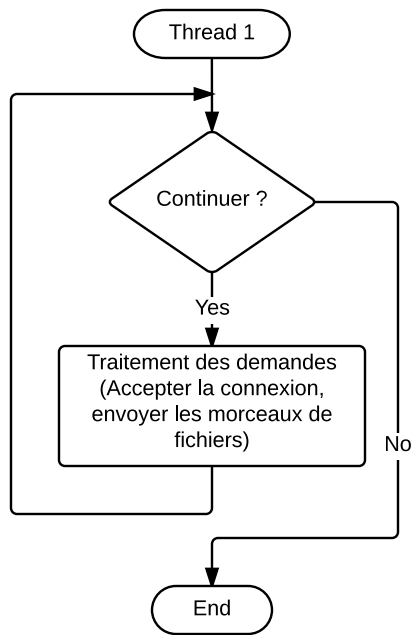 Thread 1
Continuer ?
Yes
Traitement des demandes
(Accepter la connexion,
envoyer les morceaux de
fichiers)
No
End